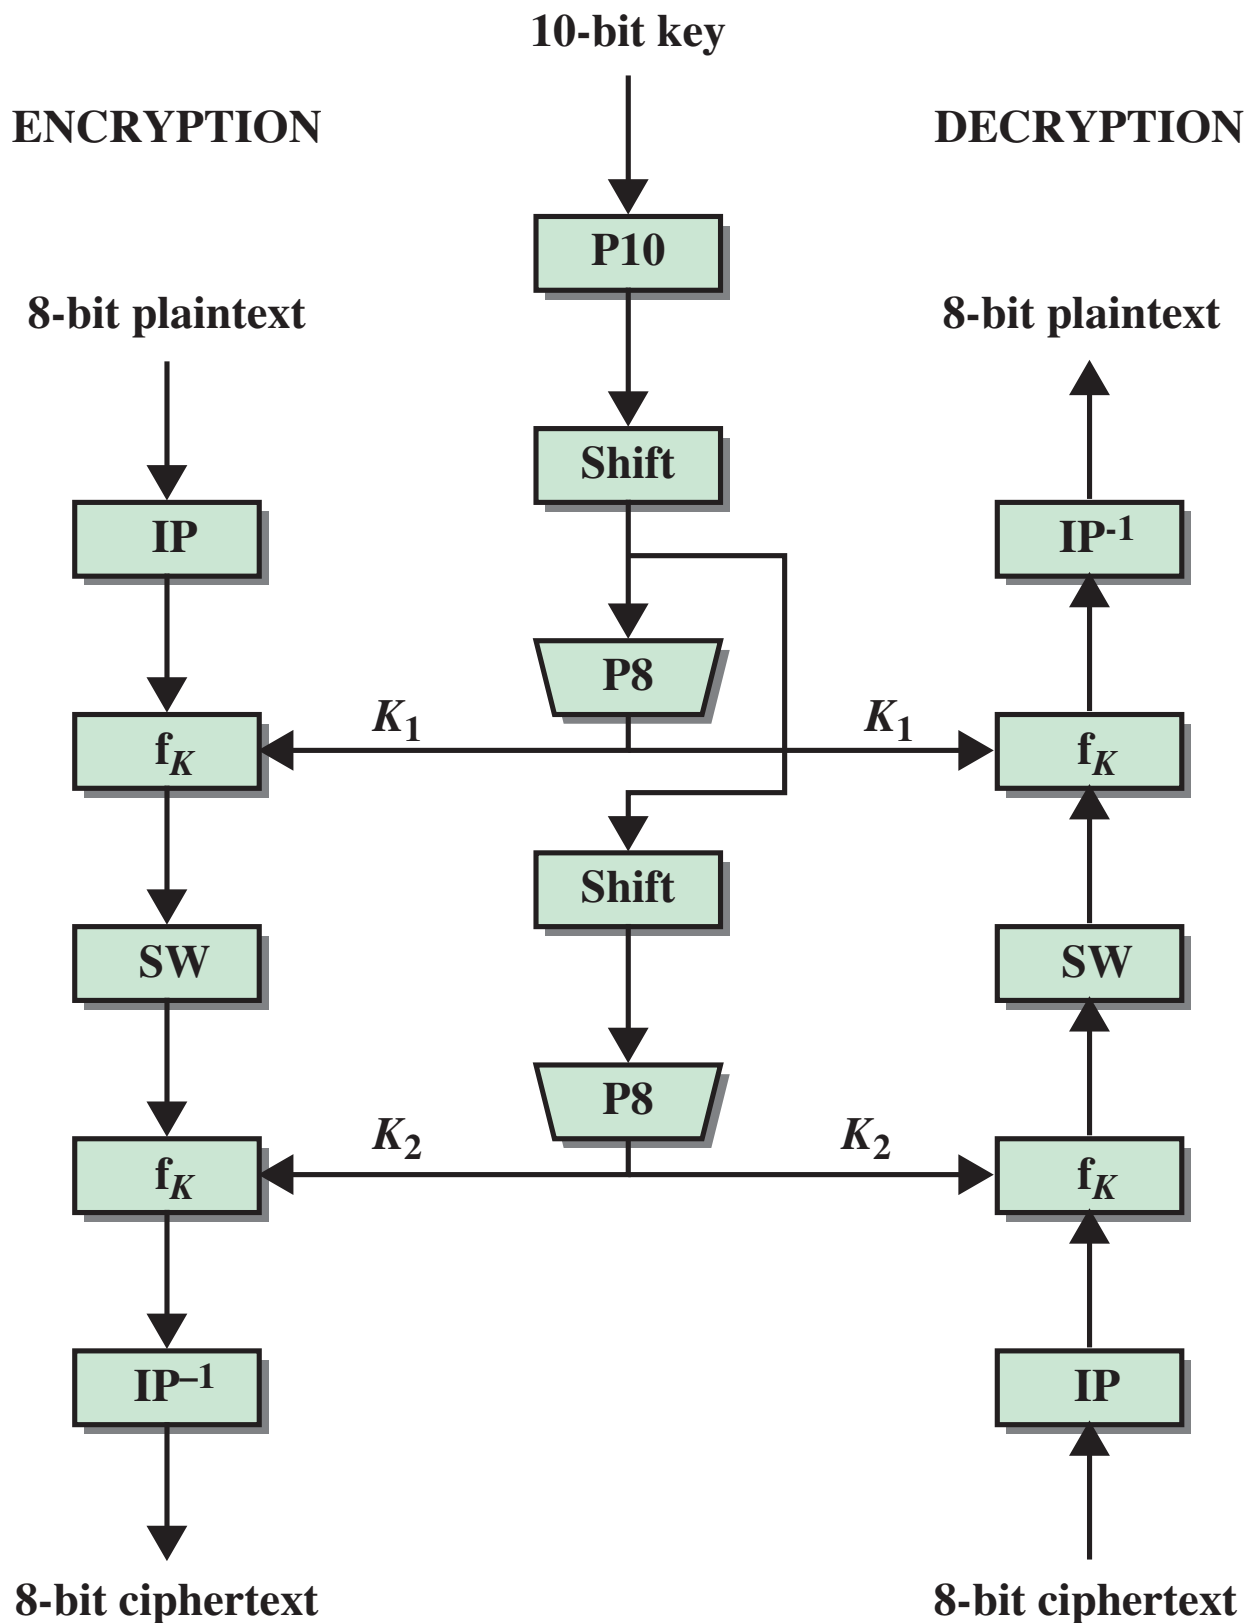 10-bit key
ENCRYPTION
DECRYPTION
P10
8-bit plaintext
8-bit plaintext
Shift
IP
IP-1
P8
K1
K1
fK
fK
Shift
SW
SW
P8
K2
K2
fK
fK
IP–1
IP
8-bit ciphertext
8-bit ciphertext